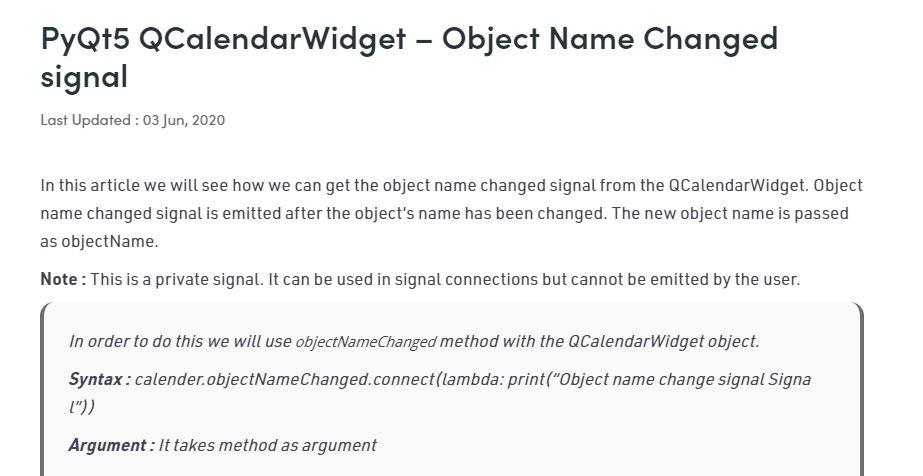 PyQt5 QCalendarWidget – Object Name Changed
signal
Last Updated : 03 Jun, 2020
In this article we will see how we can get the object name changed signal from the QCalendarWidget. Object
name changed signal is emitted after the object’s name has been changed. The new object name is passed
as objectName.
Note : This is a private signal. It can be used in signal connections but cannot be emitted by the user.
In order to do this we will use objectNameChanged method with the QCalendarWidget object.
Syntax : calender.objectNameChanged.connect(lambda: print(“Object name change signal Signa
l”))
Argument : It takes method as argument